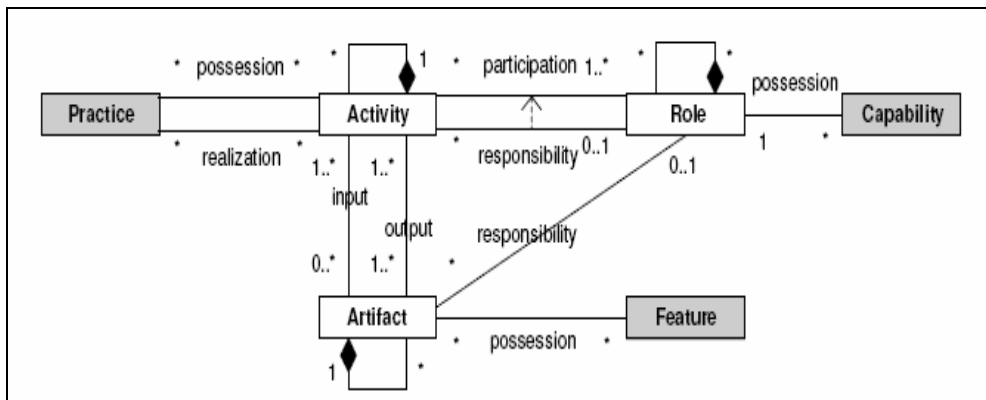 * 1 * participation 1..* * *
* possession * possession
Practice Activity Role Capability
* realization * * responsibility 0..1 1 *
1..* 1..* 0..1
input
output responsibility
0..* 1..* *
Artifact Feature
* possession *
1 *